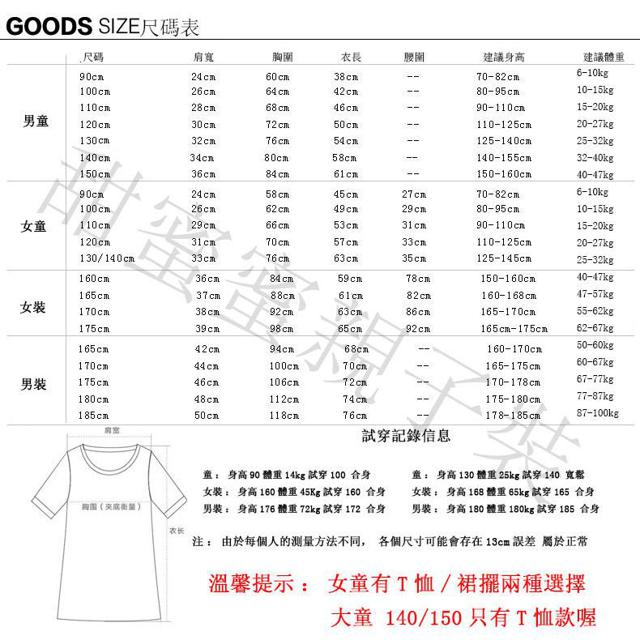 GOODS SIZE尺碼表
尺碼 肩寬 胸圍 衣長 腰圍 建議身高 建議體重
男童
90cm 24cm 60cm 38cm -- 70-82cm 6-10kg
100cm 26cm 64cm 42cm -- 80-95cm 10-15kg
110cm 28cm 68cm 46cm -- 90-110cm 15-20kg
120cm 30cm 72cm 50cm -- 110-125cm 20-27kg
130cm 32cm 76cm 54cm -- 125-140cm 25-32kg
140cm 34cm 80cm 58cm -- 140-155cm 32-40kg
150cm 36cm 84cm 61cm -- 150-160cm 40-47kg
女童
90cm 24cm 58cm 45cm 27cm 70-82cm 6-10kg
100cm 26cm 62cm 49cm 29cm 80-95cm 10-15kg
110cm 29cm 66cm 53cm 31cm 90-110cm 15-20kg
120cm 31cm 70cm 57cm 33cm 110-125cm 20-27kg
130/140cm 33cm 76cm 63cm 35cm 125-145cm 25-32kg
女裝
160cm 36cm 84cm 59cm 78cm 150-160cm 40-47kg
165cm 37cm 88cm 61cm 82cm 160-168cm 47-57kg
170cm 38cm 92cm 63cm 86cm 165-170cm 55-62kg
175cm 39cm 98cm 65cm 92cm 165cm-175cm 62-67kg
男裝
165cm 42cm 94cm 68cm -- 160-170cm 50-60kg
170cm 44cm 100cm 70cm -- 165-175cm 60-67kg
175cm 46cm 106cm 72cm -- 170-178cm 67-77kg
180cm 48cm 112cm 74cm -- 175-180cm 77-87kg
185cm 50cm 118cm 76cm -- 178-185cm 87-100kg
甜蜜蜜親子裝
肩宽
胸围（夾底衡量）
衣长
試穿記錄信息
童： 身高 90 體重 14kg 試穿 100 合身
童： 身高 130 體重 25kg 試穿 140 寬鬆
女裝： 身高 160 體重 45Kg 試穿 160 合身
女裝： 身高 168 體重 65kg 試穿 165 合身
男裝： 身高 176 體重 72kg 試穿 172 合身
男裝： 身高 180 體重 180kg 試穿 185 合身
注： 由於每個人的測量方法不同， 各個尺寸可能會存在 13cm 誤差 屬於正常
溫馨提示： 女童有 T 恤 / 裙擺兩種選擇
大童 140/150 只有 T 恤款喔